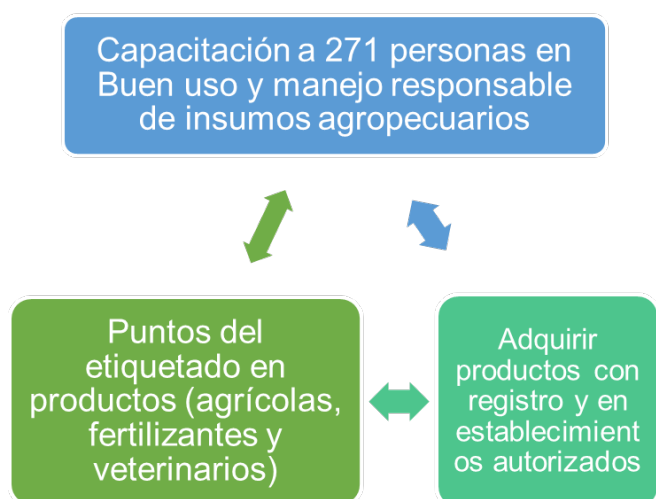 Capacitación a 271 personas en
Buen uso y manejo responsable
de insumos agropecuarios
Puntos del
etiquetado en
productos (agrícolas,
fertilizantes y
veterinarios)
Adquirir
productos con
registro y en
establecimient
os autorizados